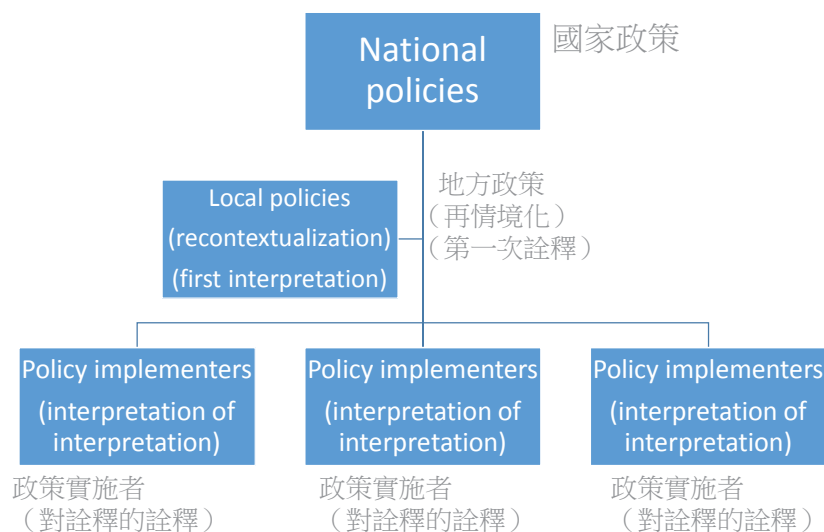 National
policies
國家政策
Local policies
(recontextualization)
(first interpretation)
地方政策
（再情境化）
（第一次詮釋）
Policy implementers
(interpretation of
interpretation)
Policy implementers
(interpretation of
interpretation)
Policy implementers
(interpretation of
interpretation)
政策實施者
（對詮釋的詮釋）
政策實施者
（對詮釋的詮釋）
政策實施者
（對詮釋的詮釋）